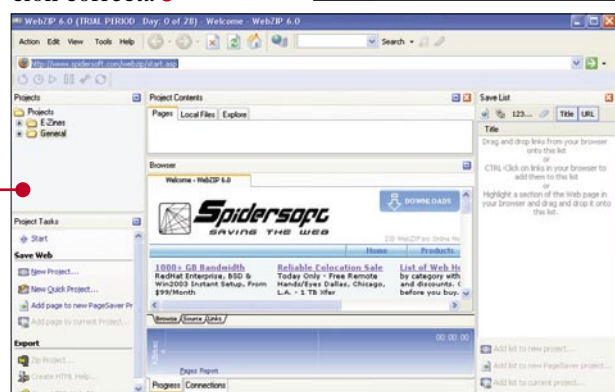 ción correcta.
WebZIP 6.0 (TRIAL PERIOD Day: 0 of 28) - Welcome - WebZIP 6.0
Action Edit View Tools Help
Search
http://www.spidersoft.com/webzip/start.asp
Projects
Projects
E-Zines
General
Project Tasks
Start
Save Web
New Project...
New Quick Project...
Add page to new PageSaver Pr
Add page to current Project...
Export
Zip Project...
Create HTML Help...
Project Contents
Pages Local Files Explore
Browser
Welcome - WebZIP 6.0
Spidersoft
SAVING THE WEB
DOWNLOADS
Home Products
1000+ GB Bandwidth
RedHat Enterprise, BSD &
Win2003 Instant Setup, From
$99/Month
Reliable Colocation Sale
Today Only - Free Remote
Hands/Eyes Dallas, Chicago,
L.A. - 1 TB Xfer
List of Web Ho
by category with
and discounts. C
before you buy.
Browse Source Links
00:00:00
Pages Report
Progress Connections
Save List
123... Title URL
Title
Drag and drop links from your browser
onto this list
or
CTRL-Click on links in your browser to
add them to this list
or
Highlight a section of the Web page in
your browser and drag and drop it onto
this list.
Add list to new project...
Add list to new PageSaver project...
Add list to current project...